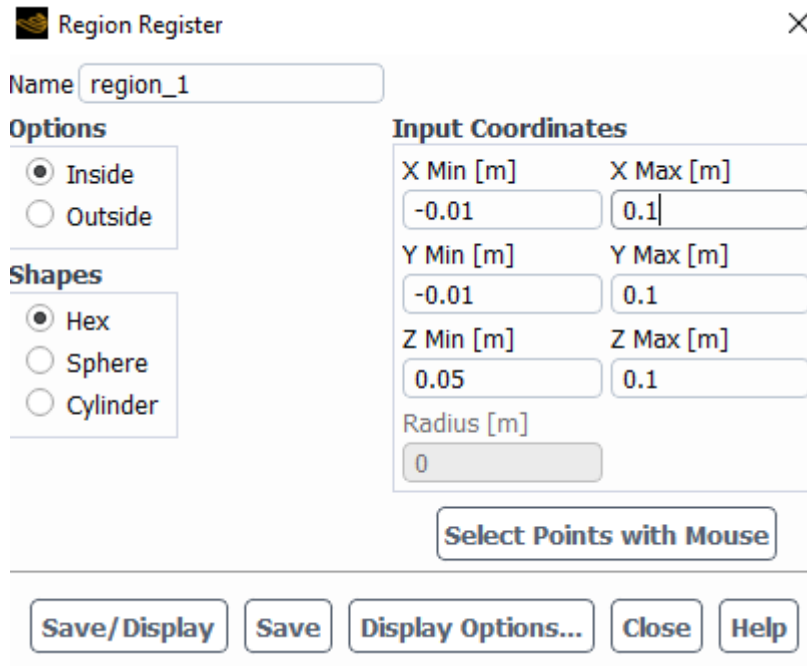 Region Register
Name region_1
Options
Inside
Outside
Shapes
Hex
Sphere
Cylinder
Input Coordinates
X Min [m] X Max [m]
-0.01 0.1
Y Min [m] Y Max [m]
-0.01 0.1
Z Min [m] Z Max [m]
0.05 0.1
Radius [m]
0
Select Points with Mouse
Save/Display Save Display Options... Close Help